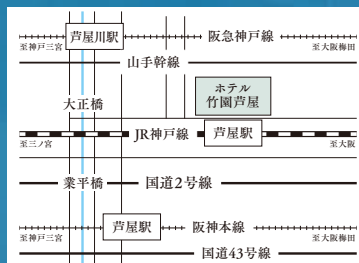 芦屋川駅
阪急神戸線
至神戸三宮
至大阪梅田
山手幹線
大正橋
ホテル
竹園芦屋
JR神戸線
芦屋駅
至三ノ宮
至大阪
業平橋
国道2号線
芦屋駅
阪神本線
至神戸三宮
至大阪梅田
国道43号線